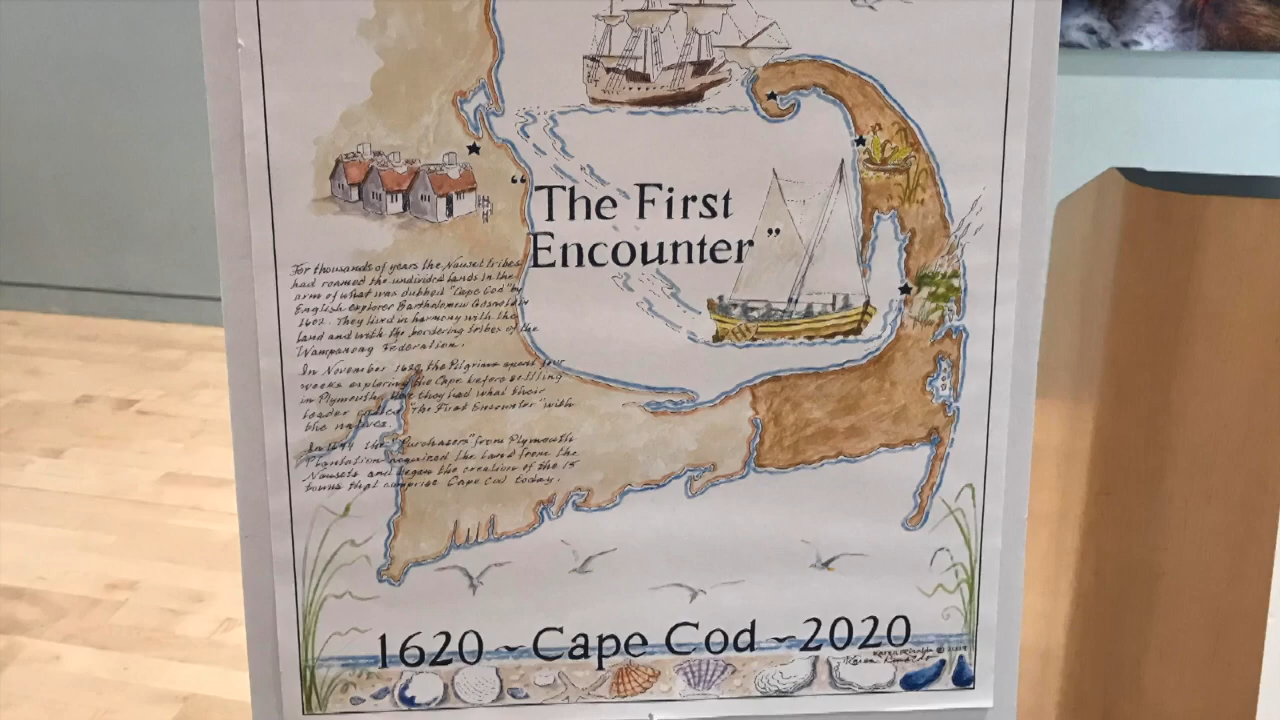 “The First
Encounter”
For thousands of years the Nauset tribes
had roamed the undivided lands in the
arm of what was dubbed "Cape Cod" by
English explorer Bartholomew Gosnold in
1602. They lived in harmony with the
land and with the bordering tribes of the
Wampanoag Federation.
In November 1620 the Pilgrims spent four
weeks exploring the Cape before settling
in Plymouth. Here they had what their
leader called "The First Encounter" with
the natives.
In 1644 the "Purchasers" from Plymouth
Plantation acquired the land from the
Nausets and began the creation of the 15
towns that comprise Cape Cod today.
1620 ~ Cape Cod ~ 2020
Karen